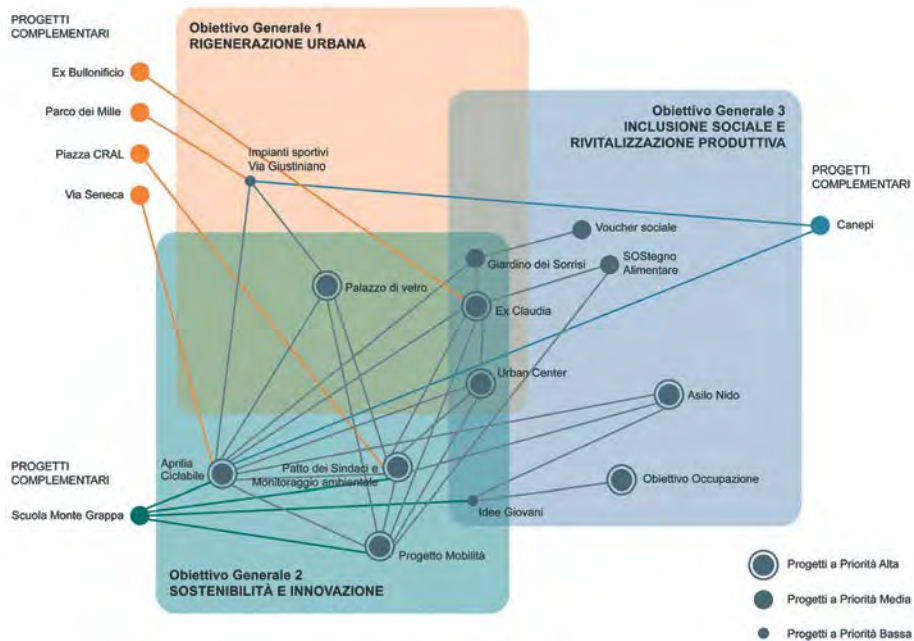 PROGETTI
COMPLEMENTARI
Ex Bullonificio
Parco dei Mille
Piazza CRAL
Via Seneca
Obiettivo Generale 1
RIGENERAZIONE URBANA
Obiettivo Generale 3
INCLUSIONE SOCIALE E
RIVITALIZZAZIONE PRODUTTIVA
Impianti sportivi
Via Giustiniano
PROGETTI
COMPLEMENTARI
Canepi
Voucher sociale
Giardino dei Sorrisi
SOStegno
Alimentare
Palazzo di vetro
Ex Claudia
Urban Center
Asilo Nido
PROGETTI
COMPLEMENTARI
Scuola Monte Grappa
Aprilia
Ciclabile
Patto dei Sindaci e
Monitoraggio ambientale
Obiettivo Occupazione
Idee Giovani
Progetto Mobilità
Obiettivo Generale 2
SOSTENIBILITÀ E INNOVAZIONE
Progetti a Priorità Alta
Progetti a Priorità Media
Progetti a Priorità Bassa